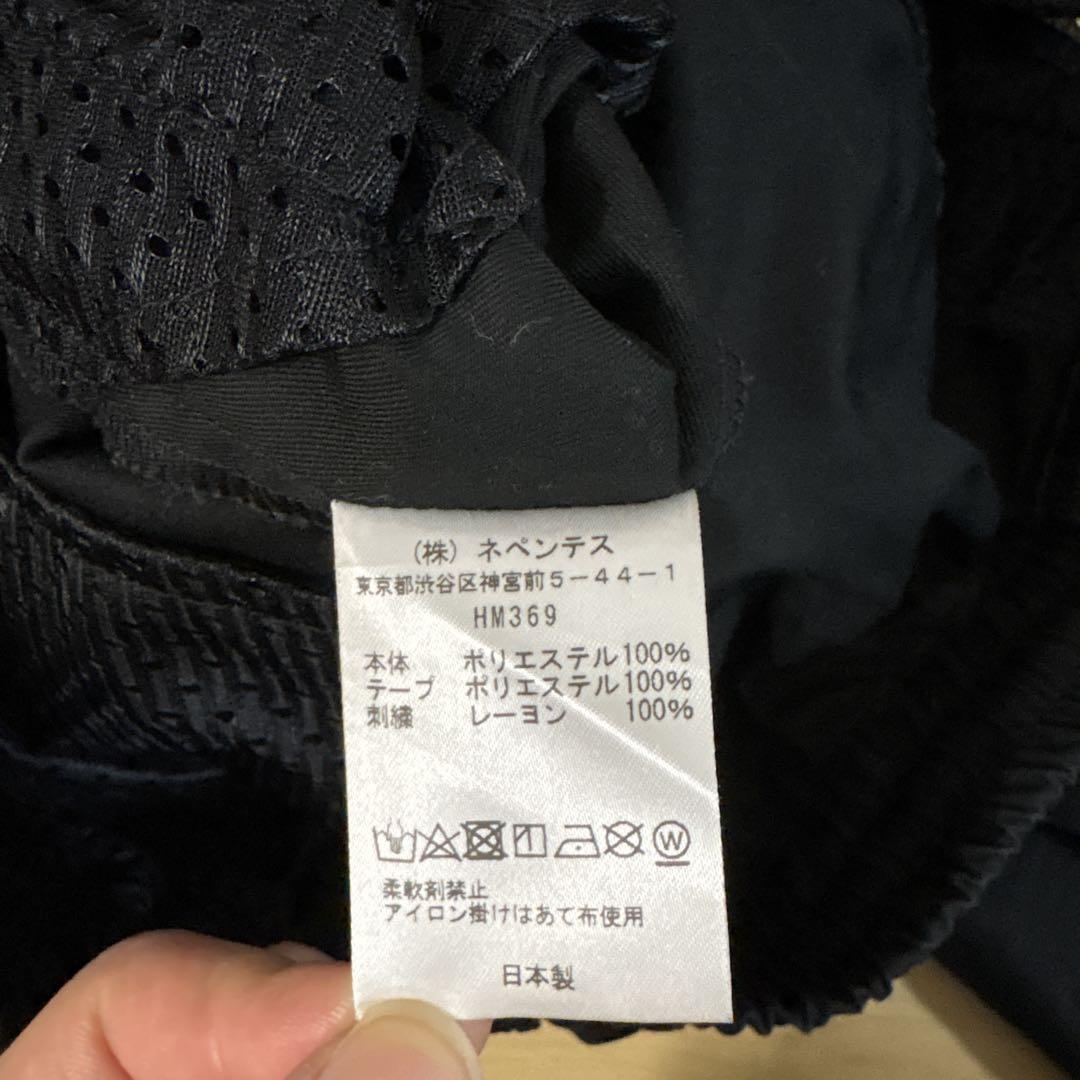 （株）ネペンテス
東京都渋谷区神宮前５－４４－１
HM369
本体 ポリエステル100%
テープ ポリエステル100%
刺繍 レーヨン 100%
W
柔軟剤禁止
アイロン掛けはあて布使用
日本製